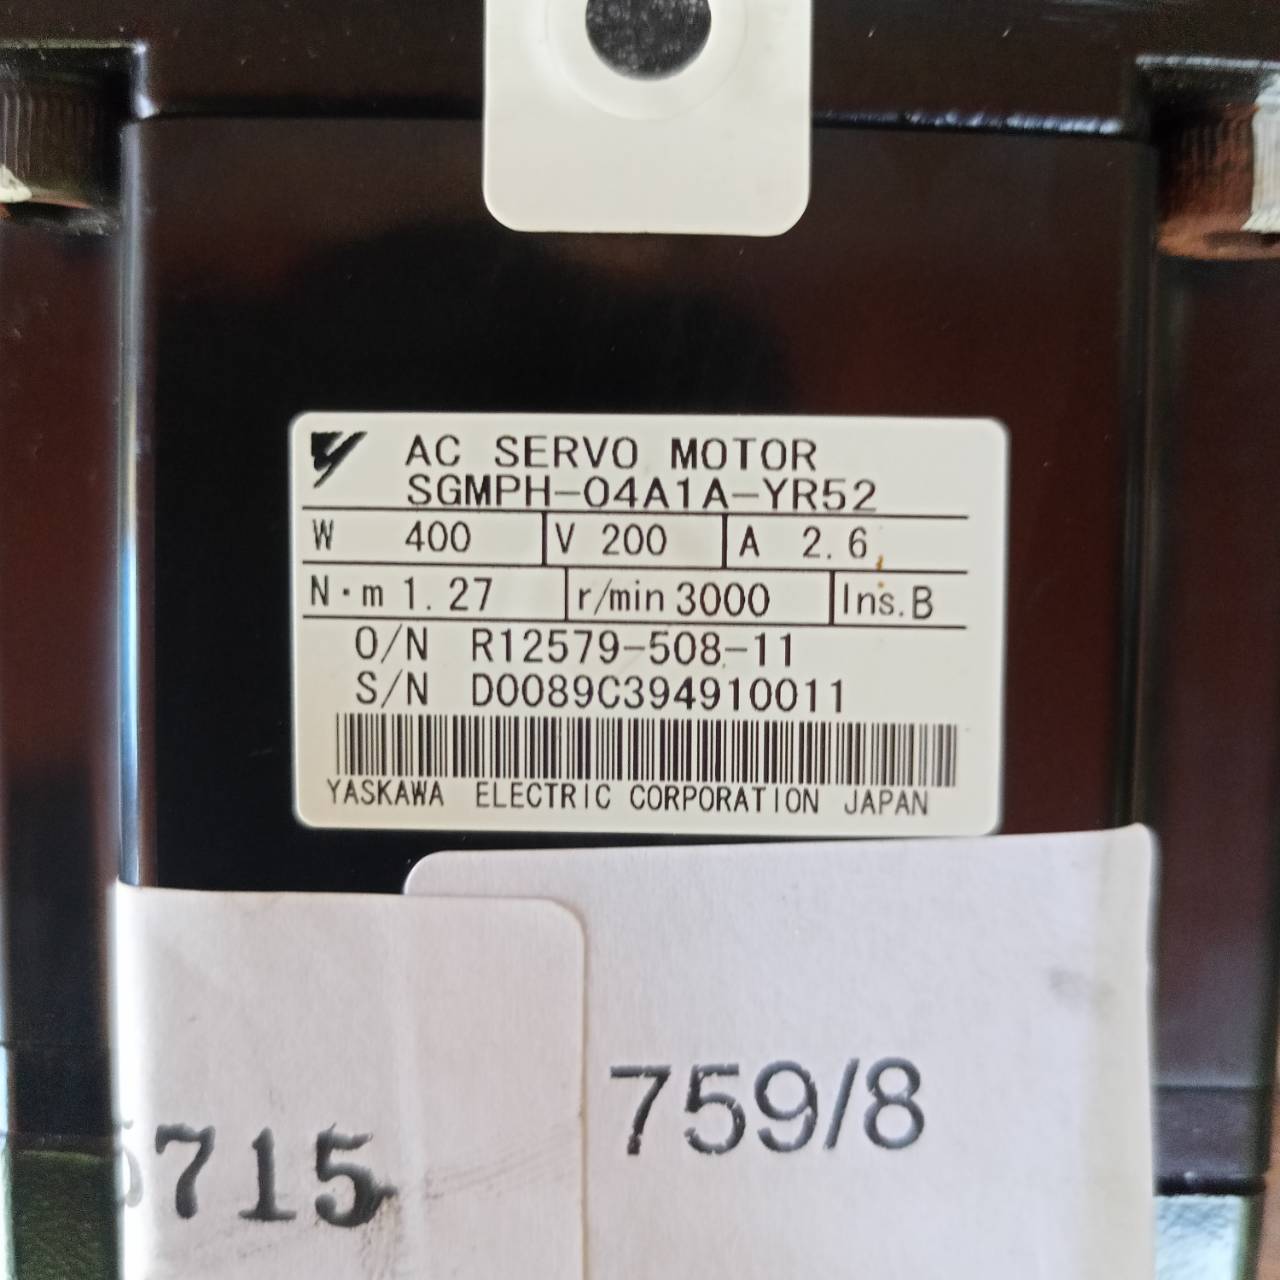 AC SERVO MOTOR
SGMPH-04A1A-YR52
W 400 V 200 A 2.6
N·m 1.27 r/min 3000 Ins.B
O/N R12579-508-11
S/N D0089C394910011
YASKAWA ELECTRIC CORPORATION JAPAN
759/8
5715